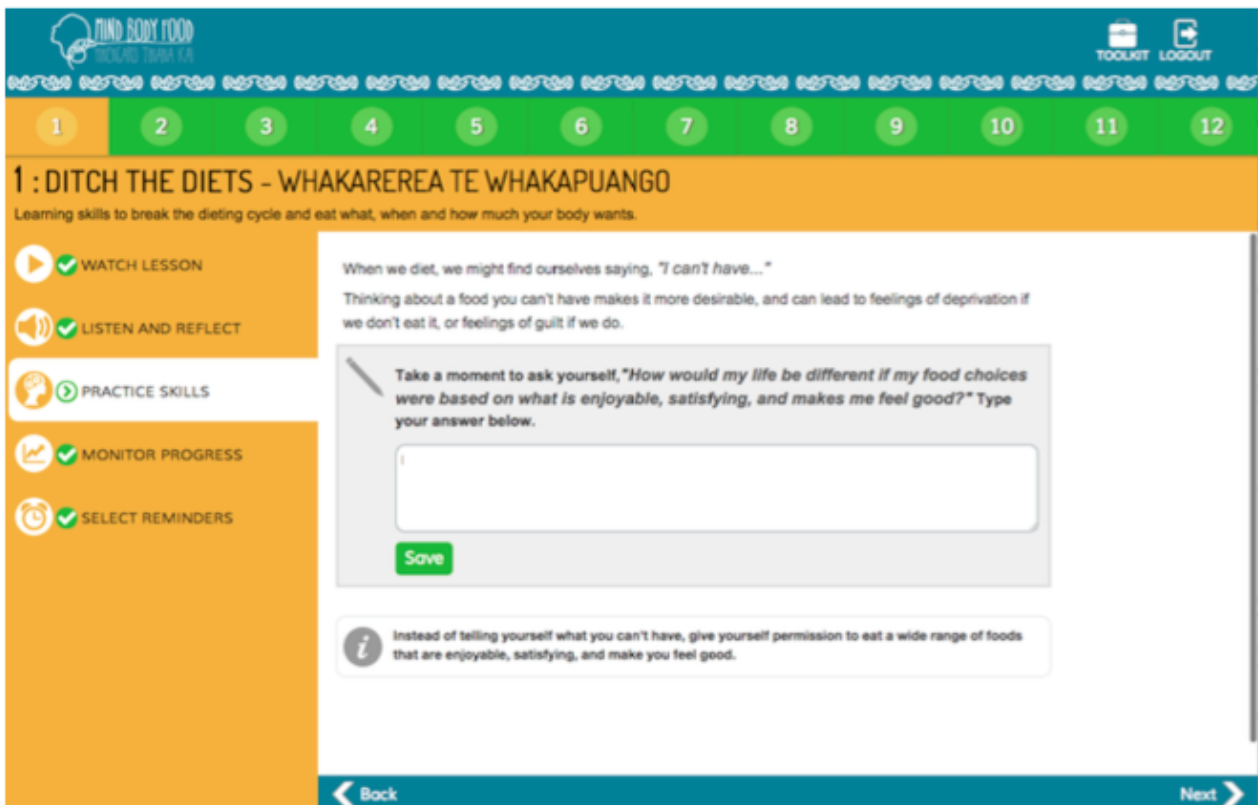 MIND BODY FOOD
TOOLKIT LOGOUT
1 2 3 4 5 6 7 8 9 10 11 12
1 : DITCH THE DIETS - WHAKAREREA TE WHAKAPUANGO
Learning skills to break the dieting cycle and eat what, when and how much your body wants.
WATCH LESSON
LISTEN AND REFLECT
PRACTICE SKILLS
MONITOR PROGRESS
SELECT REMINDERS
When we diet, we might find ourselves saying, "I can't have..."
Thinking about a food you can't have makes it more desirable, and can lead to feelings of deprivation if
we don't eat it, or feelings of guilt if we do.
Take a moment to ask yourself,"How would my life be different if my food choices
were based on what is enjoyable, satisfying, and makes me feel good?" Type
your answer below.
Save
i
Instead of telling yourself what you can't have, give yourself permission to eat a wide range of foods
that are enjoyable, satisfying, and make you feel good.
Back
Next